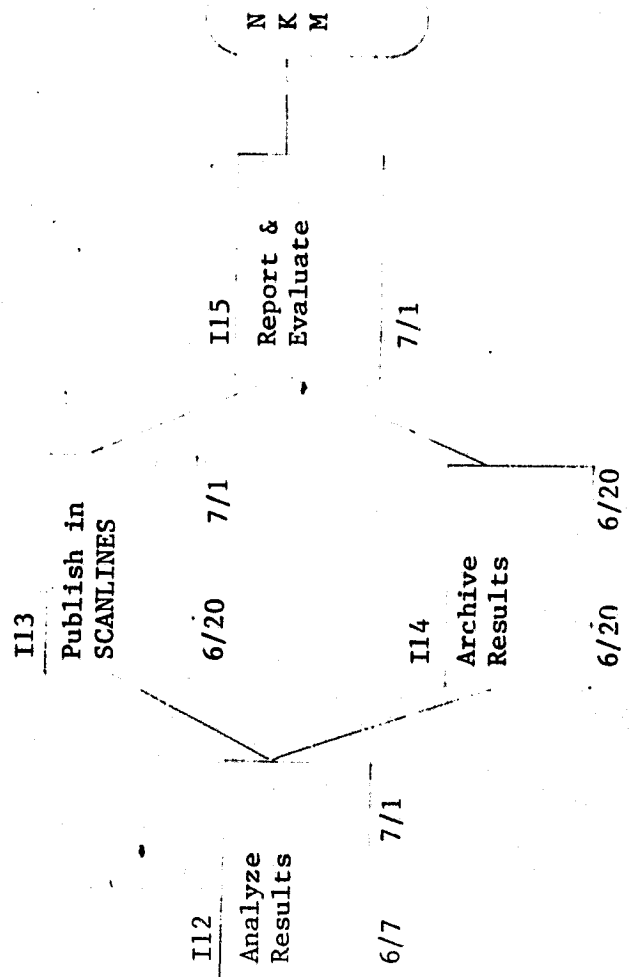 I12
Analyze
Results
6/7 7/1
I13
Publish in
SCANLINES
6/20 7/1
I14
Archive
Results
6/20 6/20
I15
Report &
Evaluate
7/1
N
K
M